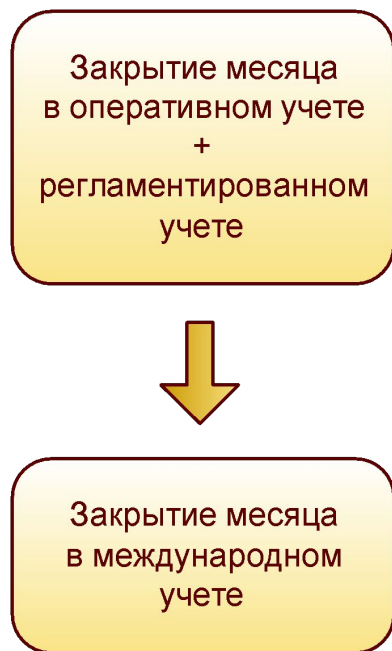 Закрытие месяца
в оперативном учете
+
регламентированном
учете
Закрытие месяца
в международном
учете